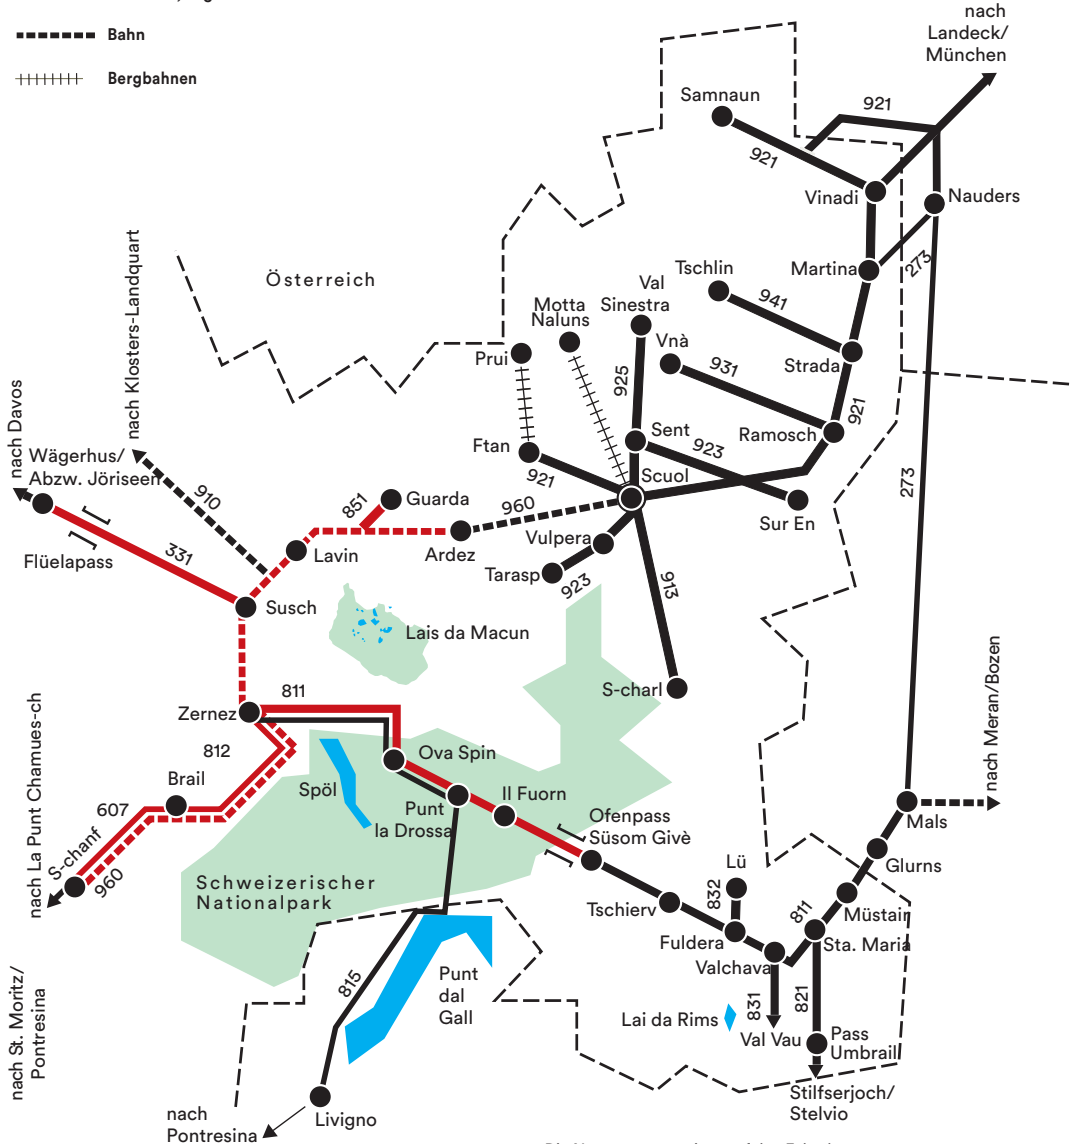 Bahn
Bergbahnen
nach
Landeck/
München
Samnaun
921
921
Vinadi
Nauders
273
Martina
Tschlin
941
Strada
Österreich
Val
Sinestra
Motta
Naluns
Prui
Vnà
931
925
921
Ramosch
Sent
923
Ftan
921
Scuol
Sur En
273
nach Klosters-Landquart
nach Davos
Wägerhus/
Abzw. Jöriseen
910
851
Guarda
960
Ardez
Vulpera
Tarasp
923
913
Flüelapass
331
Lavin
Susch
Lais da Macun
S-charl
nach Meran/Bozen
Zernez
811
812
Ova Spin
Brail
607
Spöl
Punt
la Drossa
Il Fuorn
Ofenpass
Süsom Givè
Mals
nach La Punt Chamues-ch
S-chanf
960
Schweizerischer
Nationalpark
Glurns
Lü
832
Tschierv
Müstair
811
Fuldera
Sta. Maria
Valchava
815
Punt
dal
Gall
831
821
Lai da Rims
Val Vau
Pass
Umbrail
nach St. Moritz/
Pontresina
Stilfserjoch/
Stelvio
Livigno
nach
Pontresina